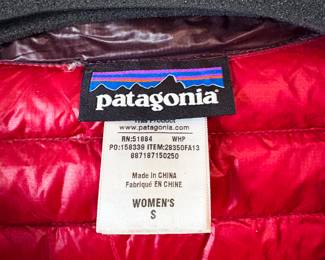 patagonia
This Product
www.patagonia.com
RN:51884 WHP
PO:158339 ITEM:28350FA13
887187150250
Made in CHINA
Fabriqué EN CHINE
WOMEN'S
S